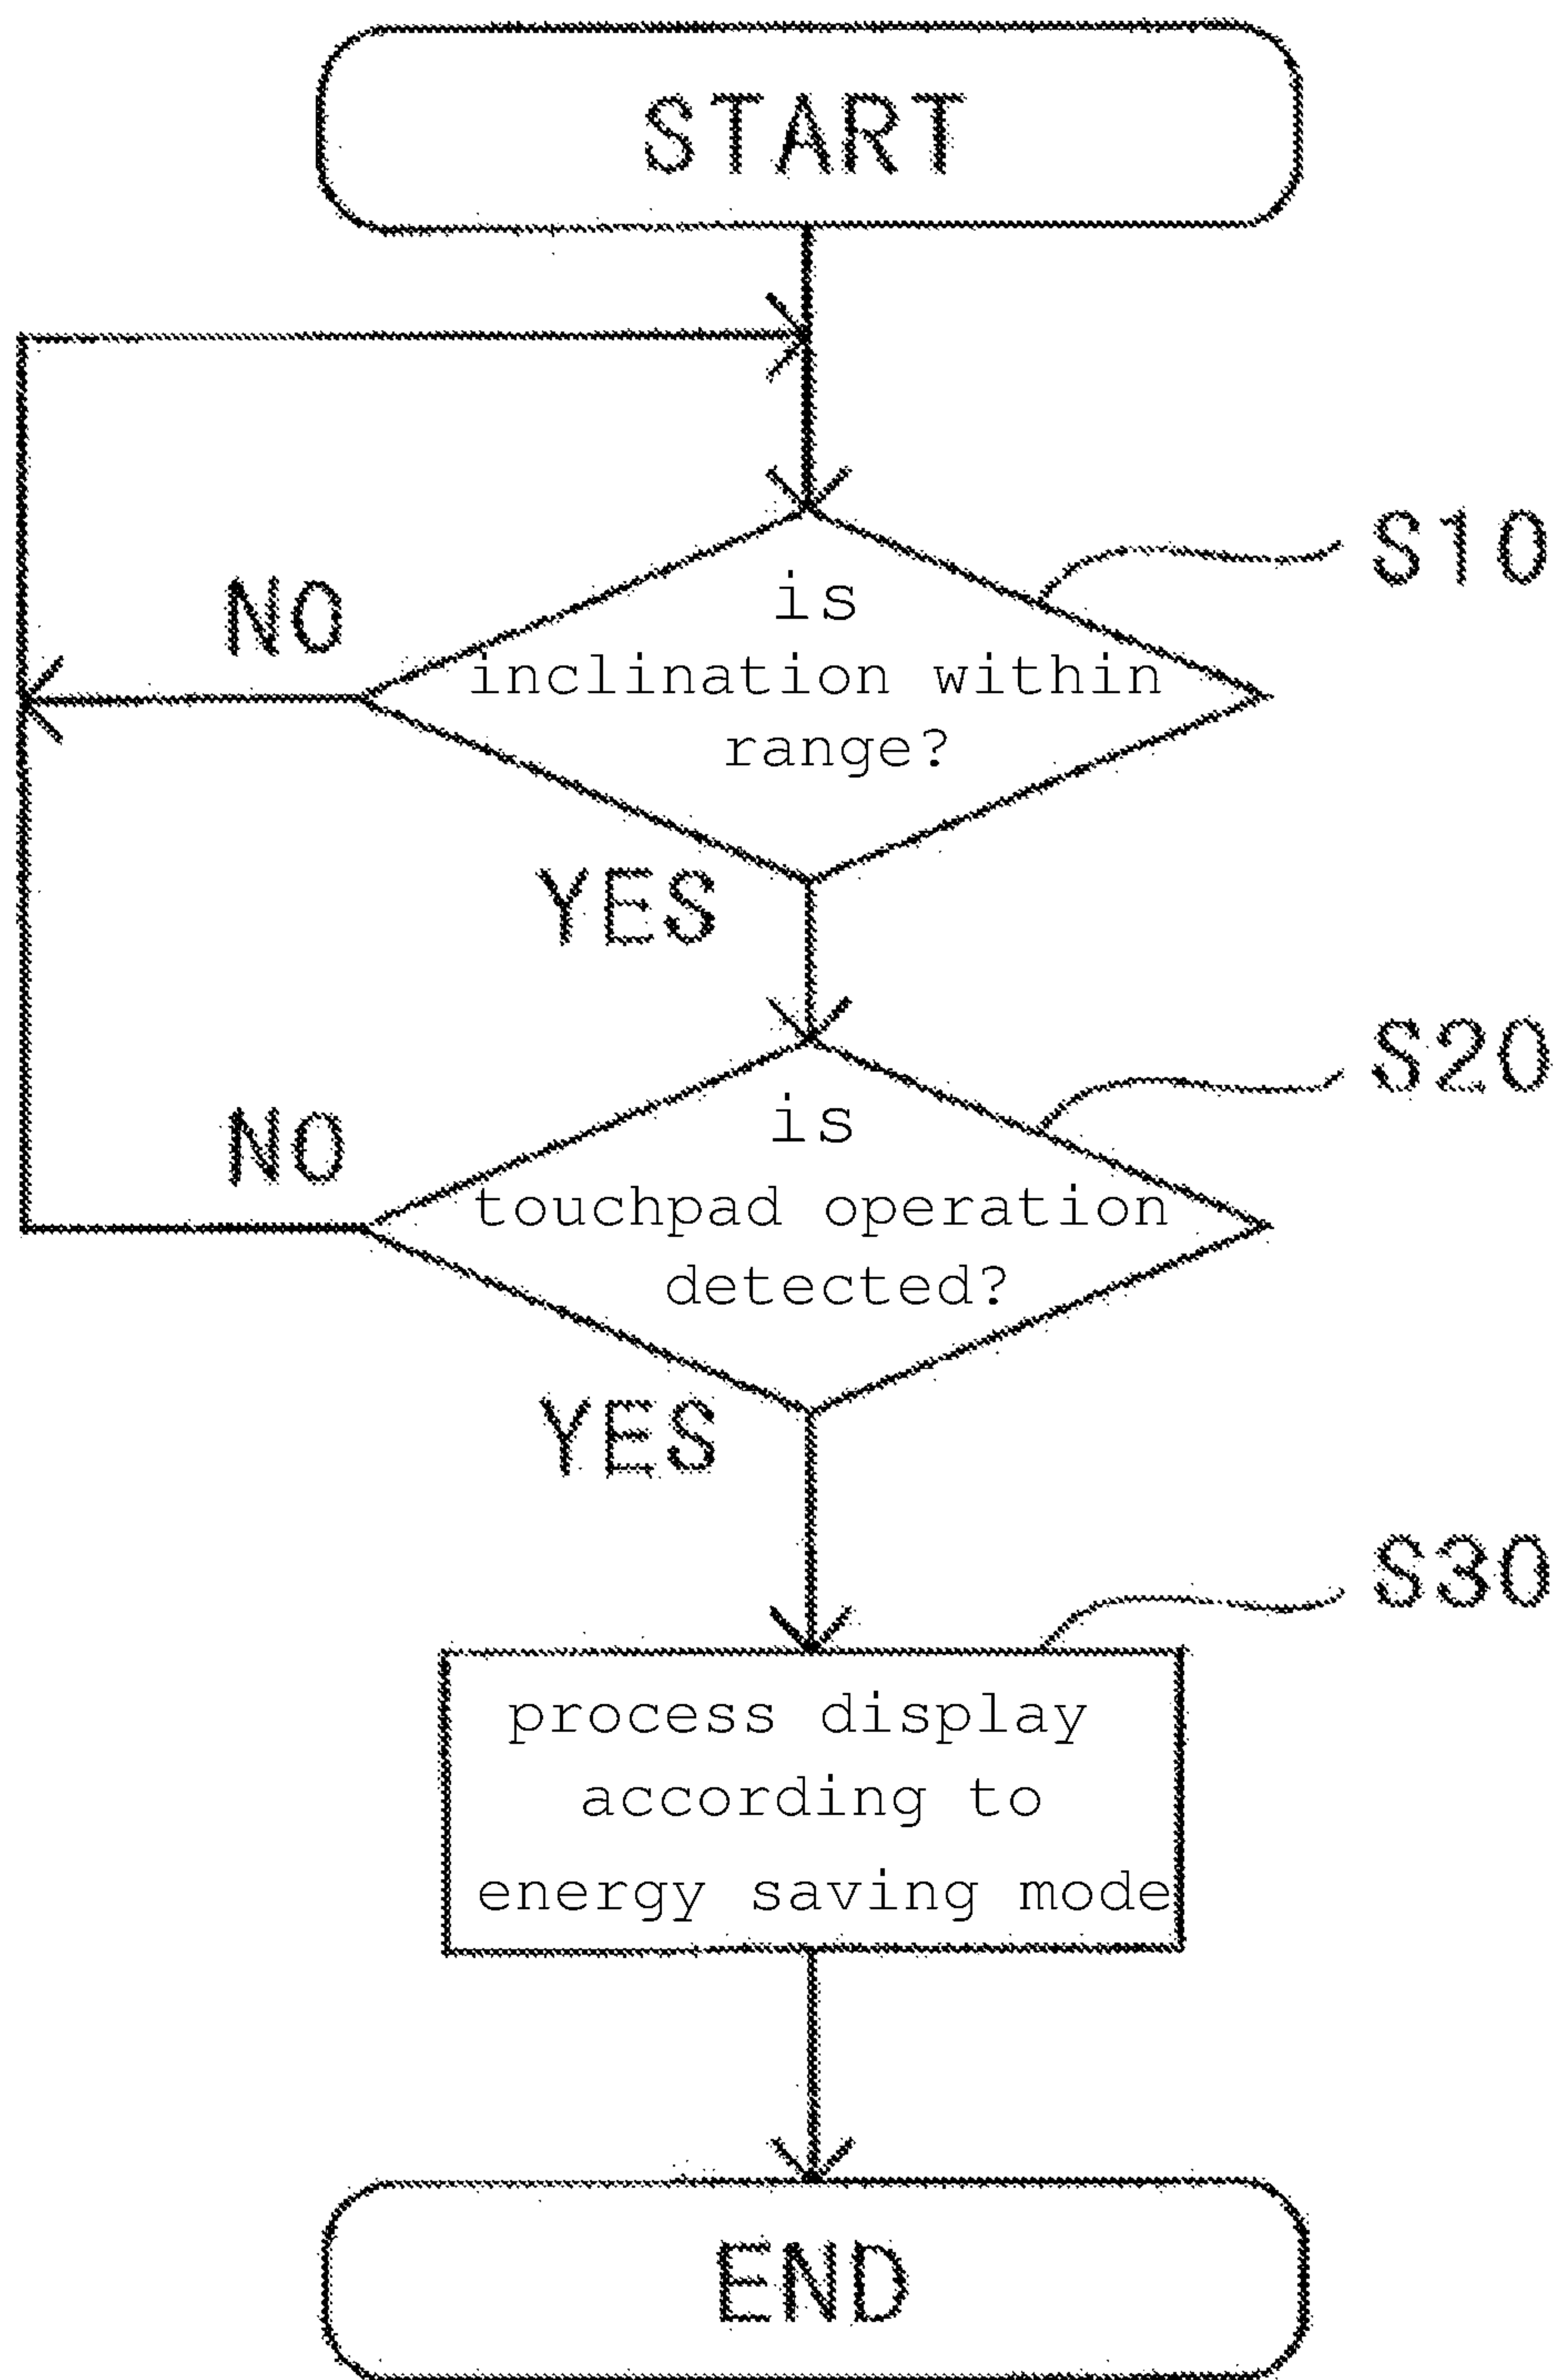 START
S10
NO
is
inclination within
range?
YES
S20
NO
is
touchpad operation
detected?
YES
S30
process display
according to
energy saving mode
END